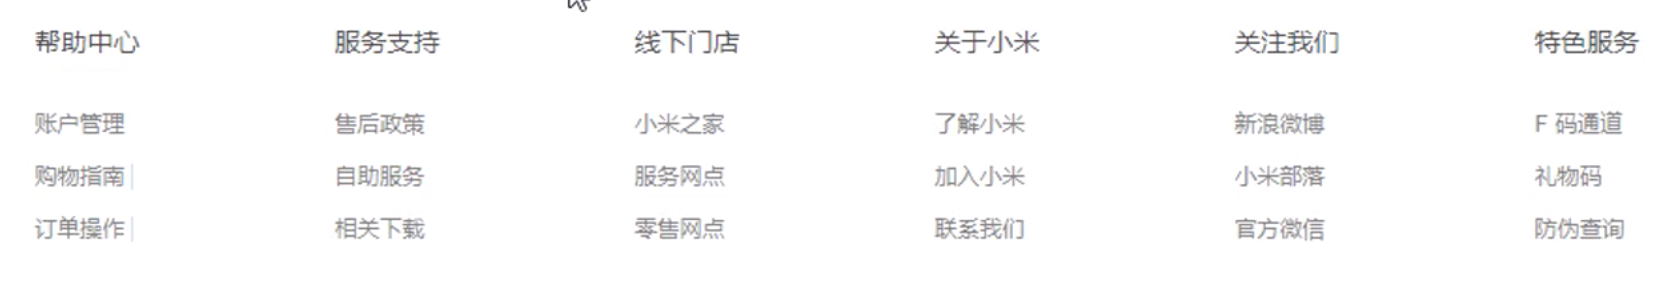 帮助中心 服务支持 线下门店 关于小米 关注我们 特色服务
账户管理 售后政策 小米之家 了解小米 新浪微博 F 码通道
购物指南 自助服务 服务网点 加入小米 小米部落 礼物码
订单操作 相关下载 零售网点 联系我们 官方微信 防伪查询